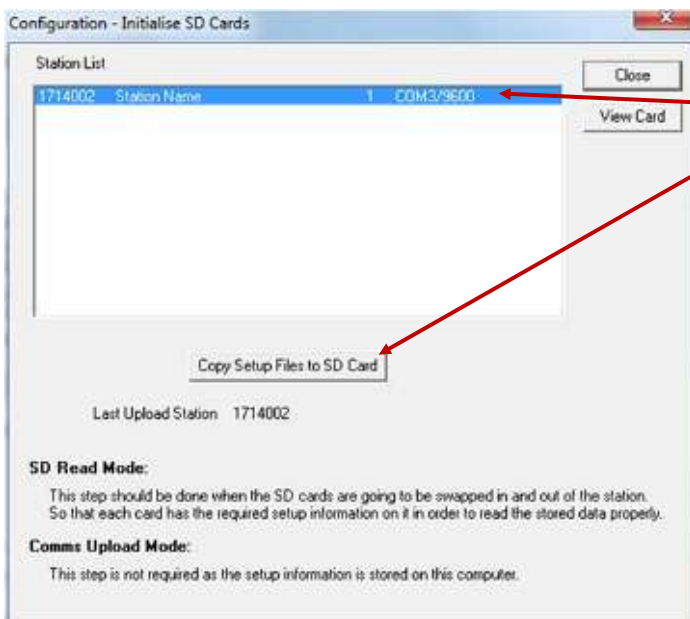 Configuration - Initialise SD Cards
Station List
Close
1714002 Station Name 1 COM3/9600
View Card
Copy Setup Files to SD Card
Last Upload Station 1714002
SD Read Mode:
This step should be done when the SD cards are going to be swapped in and out of the station.
So that each card has the required setup information on it in order to read the stored data properly.
Comms Upload Mode:
This step is not required as the setup information is stored on this computer.